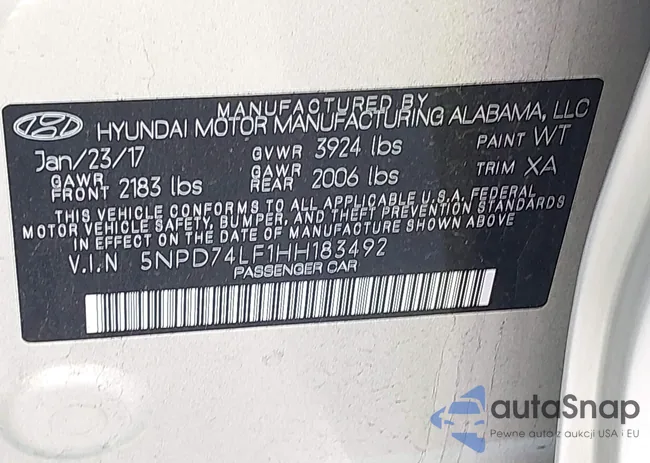 MANUFACTURED BY
HYUNDAI MOTOR MANUFACTURING ALABAMA, LLC
Jan/23/17 GVWR 3924 lbs PAINT WT
GAWR FRONT 2183 lbs GAWR REAR 2006 lbs TRIM XA
THIS VEHICLE CONFORMS TO ALL APPLICABLE U.S.A. FEDERAL
MOTOR VEHICLE SAFETY, BUMPER, AND THEFT PREVENTION STANDARDS
IN EFFECT ON THE DATE OF MANUFACTURE SHOWN ABOVE
V.I.N 5NPD74LF1HH183492
PASSENGER CAR
autaSnap
Pewne auto z aukcji USA i EU